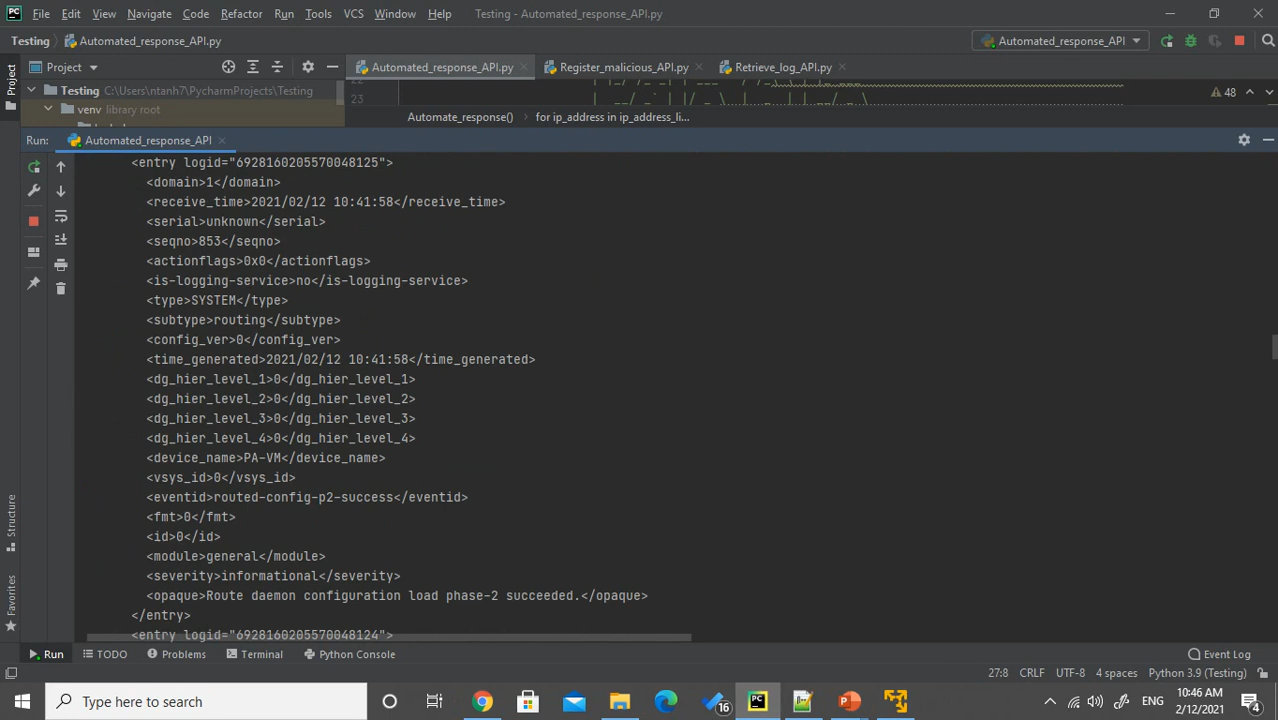 PC File Edit View Navigate Code Refactor Run Tools VCS Window Help Testing - Automated_response_API.py
Testing Automated_response_API.py Automated_response_API
Project Project Automated_response_API.py Register_malicious_API.py Retrieve_log_API.py
Testing C:\Users\ntanh7\PycharmProjects\Testing
23 48
venv library root
Automate_response() for ip_address in ip_address_li...
Run: Automated_response_API
<entry logid="6928160205570048125">
<domain>1</domain>
<receive_time>2021/02/12 10:41:58</receive_time>
<serial>unknown</serial>
<seqno>853</seqno>
<actionflags>0x0</actionflags>
<is-logging-service>no</is-logging-service>
<type>SYSTEM</type>
<subtype>routing</subtype>
<config_ver>0</config_ver>
<time_generated>2021/02/12 10:41:58</time_generated>
<dg_hier_level_1>0</dg_hier_level_1>
<dg_hier_level_2>0</dg_hier_level_2>
<dg_hier_level_3>0</dg_hier_level_3>
<dg_hier_level_4>0</dg_hier_level_4>
<device_name>PA-VM</device_name>
<vsys_id>0</vsys_id>
<eventid>routed-config-p2-success</eventid>
<fmt>0</fmt>
<id>0</id>
<module>general</module>
<severity>informational</severity>
<opaque>Route daemon configuration load phase-2 succeeded.</opaque>
</entry>
<entry logid="6928160205570048124">
Structure
Favorites
Run TODO Problems Terminal Python Console Event Log
27:8 CRLF UTF-8 4 spaces Python 3.9 (Testing)
Type here to search 16 ENG 10:46 AM
2/12/2021 4